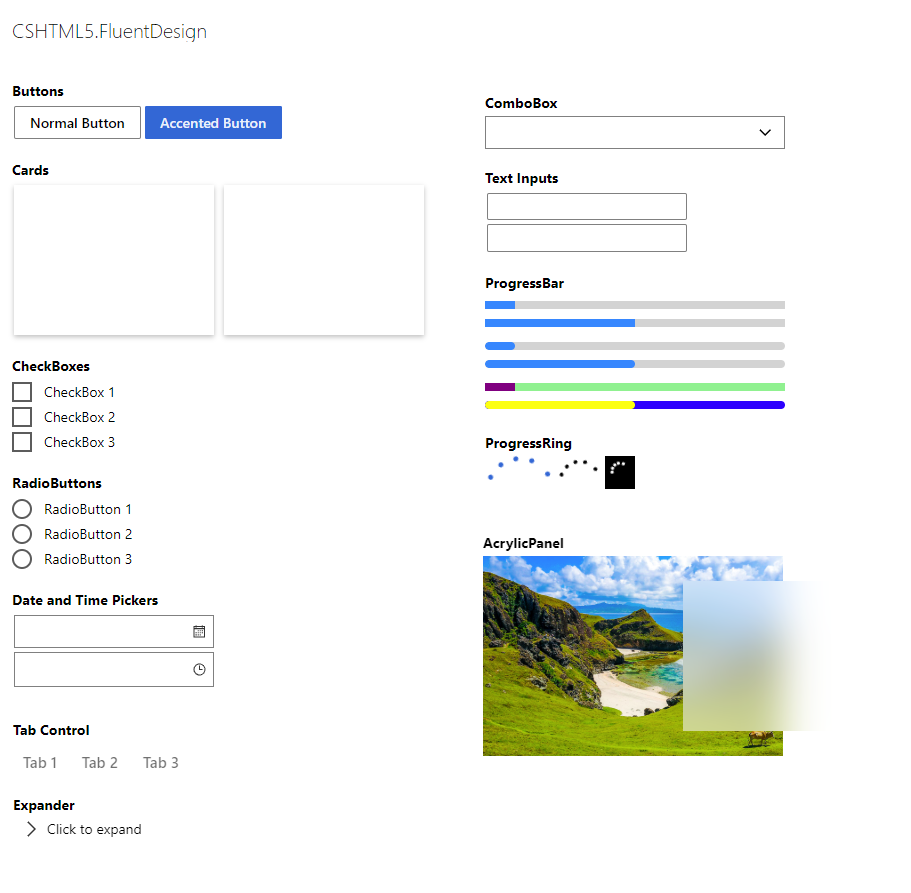 CSHTML5.FluentDesign
Buttons
Normal Button
Accented Button
Cards
CheckBoxes
CheckBox 1
CheckBox 2
CheckBox 3
RadioButtons
RadioButton 1
RadioButton 2
RadioButton 3
Date and Time Pickers
Tab Control
Tab 1
Tab 2
Tab 3
Expander
Click to expand
ComboBox
Text Inputs
ProgressBar
ProgressRing
AcrylicPanel